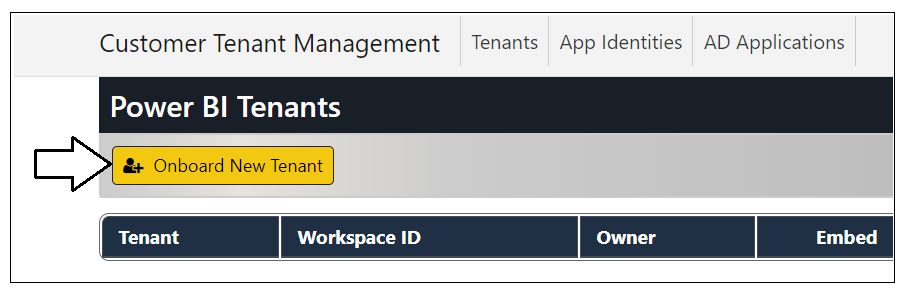 Customer Tenant Management Tenants App Identities AD Applications
Power BI Tenants
Onboard New Tenant
Tenant Workspace ID Owner Embed